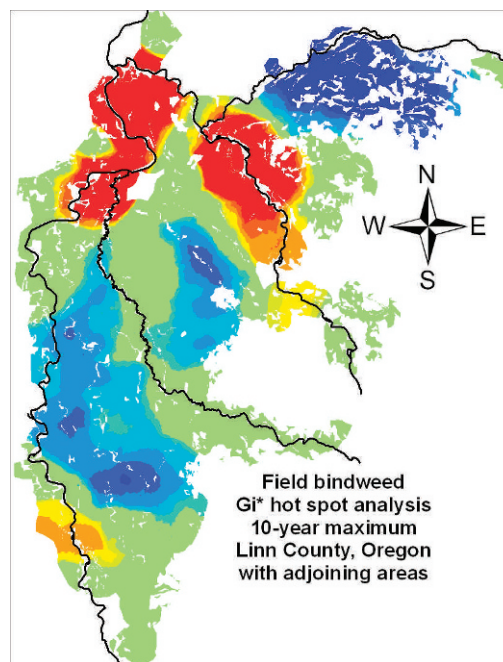 N
W E
S
Field bindweed
Gi* hot spot analysis
10-year maximum
Linn County, Oregon
with adjoining areas